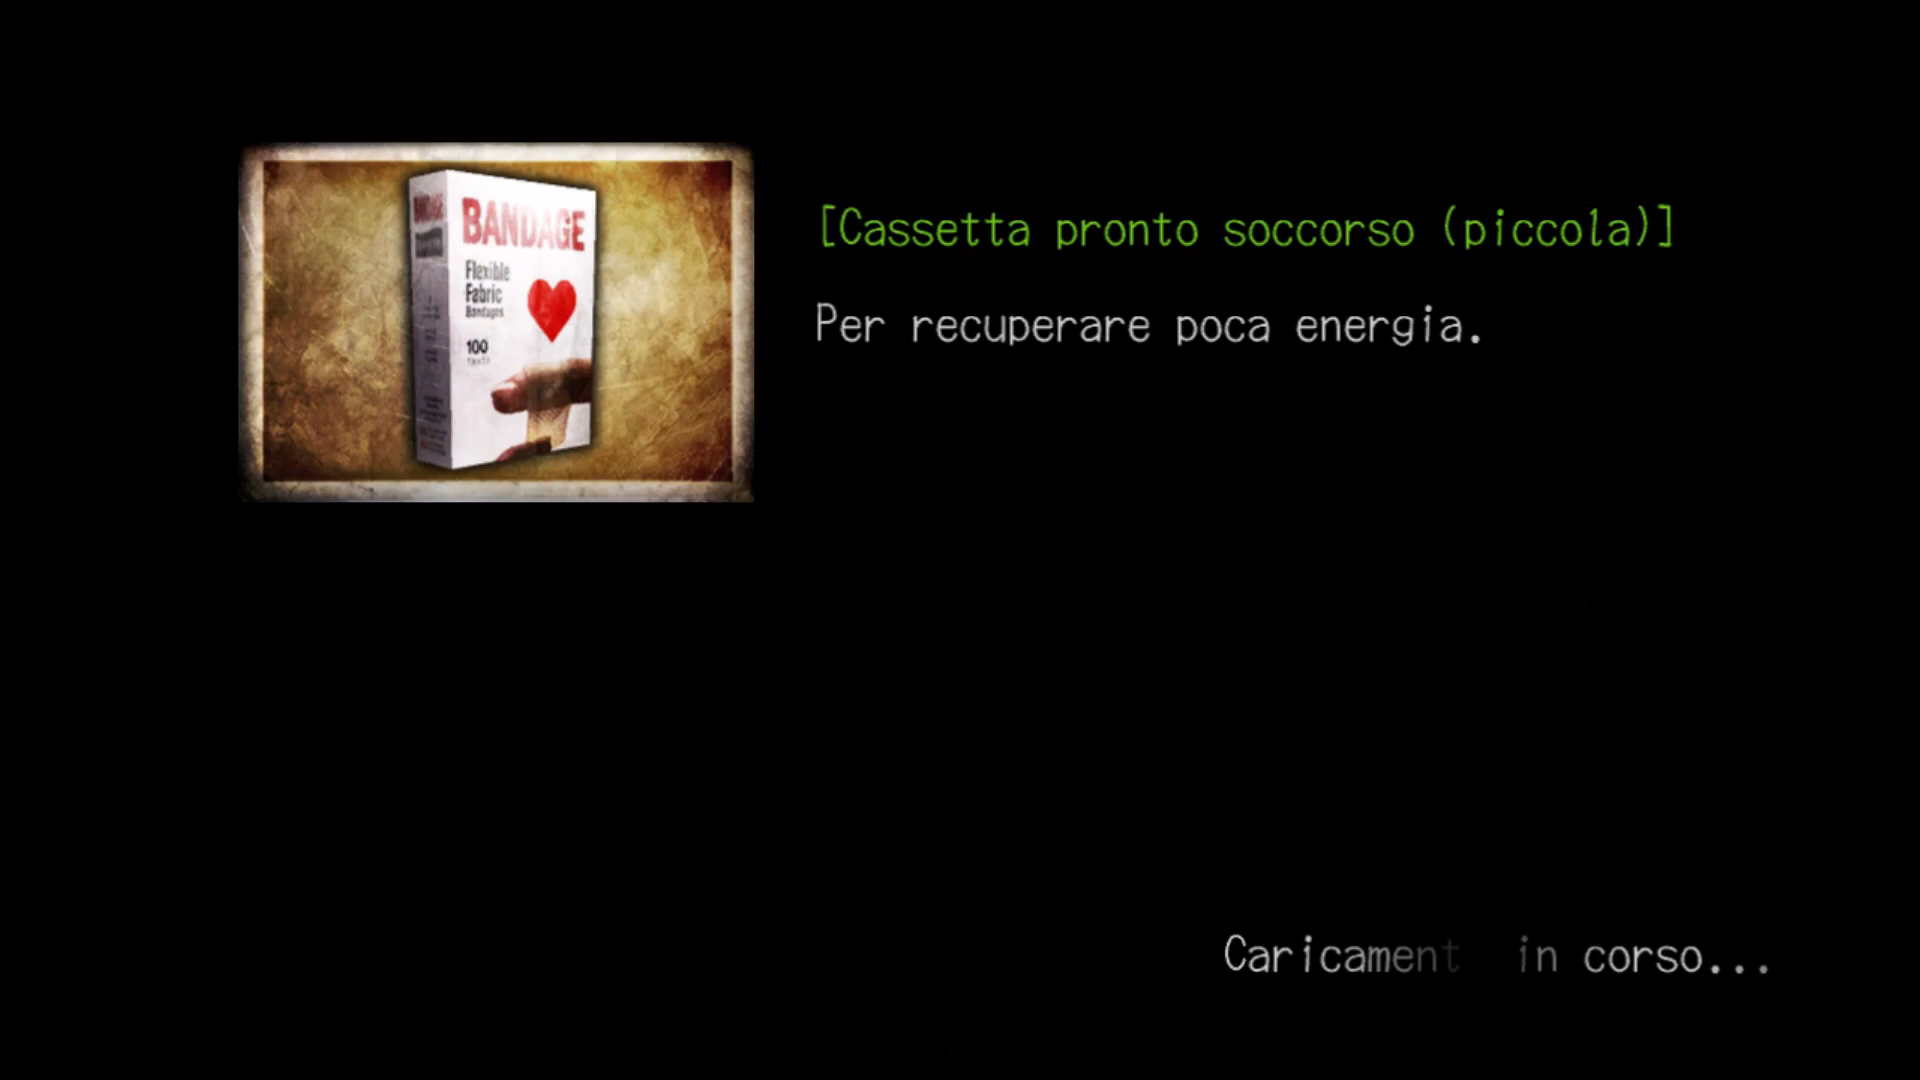 BANDAGE
Flexible
Fabric
Bandages
100
[Cassetta pronto soccorso (piccola)]
Per recuperare poca energia.
Caricament in corso...